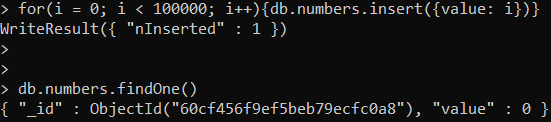 > for(i = 0; i < 100000; i++){db.numbers.insert({value: i})}
WriteResult({ "nInserted" : 1 })
>
>
> db.numbers.findOne()
{ "_id" : ObjectId("60cf456f9ef5beb79ecfc0a8"), "value" : 0 }